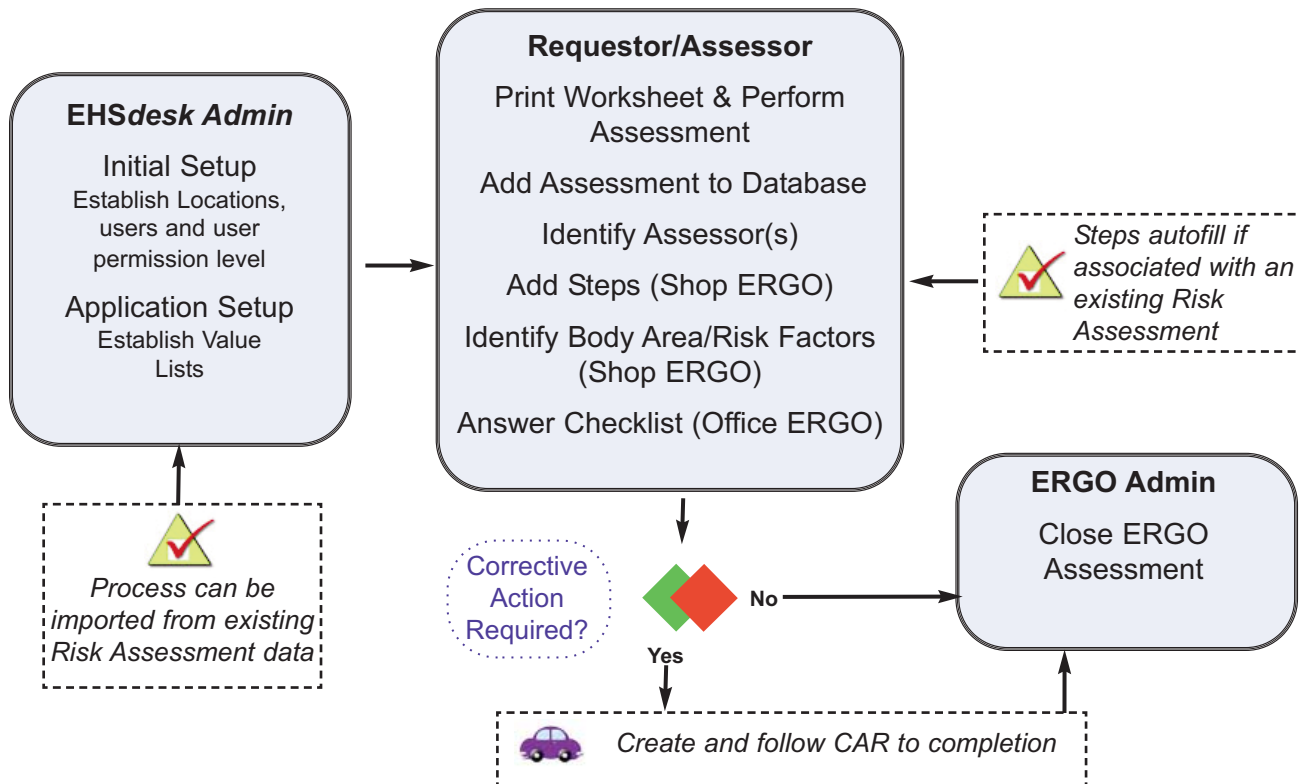 EHSdesk Admin
Initial Setup
Establish Locations,
users and user
permission level
Application Setup
Establish Value
Lists
Process can be
imported from existing
Risk Assessment data
Requestor/Assessor
Print Worksheet & Perform
Assessment
Add Assessment to Database
Identify Assessor(s)
Add Steps (Shop ERGO)
Identify Body Area/Risk Factors
(Shop ERGO)
Answer Checklist (Office ERGO)
Steps autofill if
associated with an
existing Risk
Assessment
Corrective
Action
Required?
No
Yes
ERGO Admin
Close ERGO
Assessment
Create and follow CAR to completion